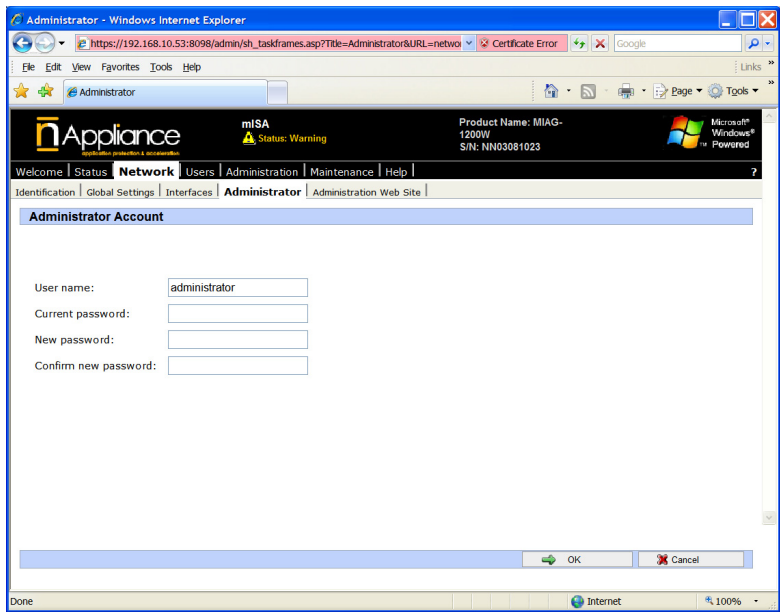 Administrator - Windows Internet Explorer
https://192.168.10.53:8098/admin/sh_taskframes.asp?Title=Administrator&URL=netwo Certificate Error Google
File Edit View Favorites Tools Help Links »
Administrator Page Tools »
nAppliance
application protection & acceleration
mISA
Status: Warning
Product Name: MIAG-
1200W
S/N: NN03081023
Microsoft®
Windows®
Powered
TM
Welcome Status Network Users Administration Maintenance Help ?
Identification Global Settings Interfaces Administrator Administration Web Site
Administrator Account
User name: administrator
Current password:
New password:
Confirm new password:
OK Cancel
Done Internet 100%